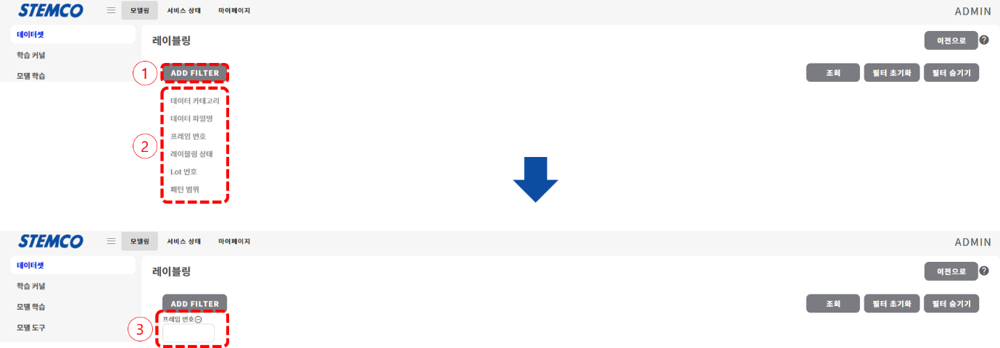 STEMCO 모델링 서비스 상태 마이페이지 ADMIN
데이터셋
학습 커널
모델 학습
레이블링
이전으로 ?
1 ADD FILTER 조회 필터 초기화 필터 숨기기
2
데이터 카테고리
데이터 파일명
프레임 번호
레이블링 상태
Lot 번호
패턴 범위
STEMCO 모델링 서비스 상태 마이페이지 ADMIN
데이터셋
학습 커널
모델 학습
모델 도구
레이블링
이전으로 ?
ADD FILTER 조회 필터 초기화 필터 숨기기
3 프레임 번호